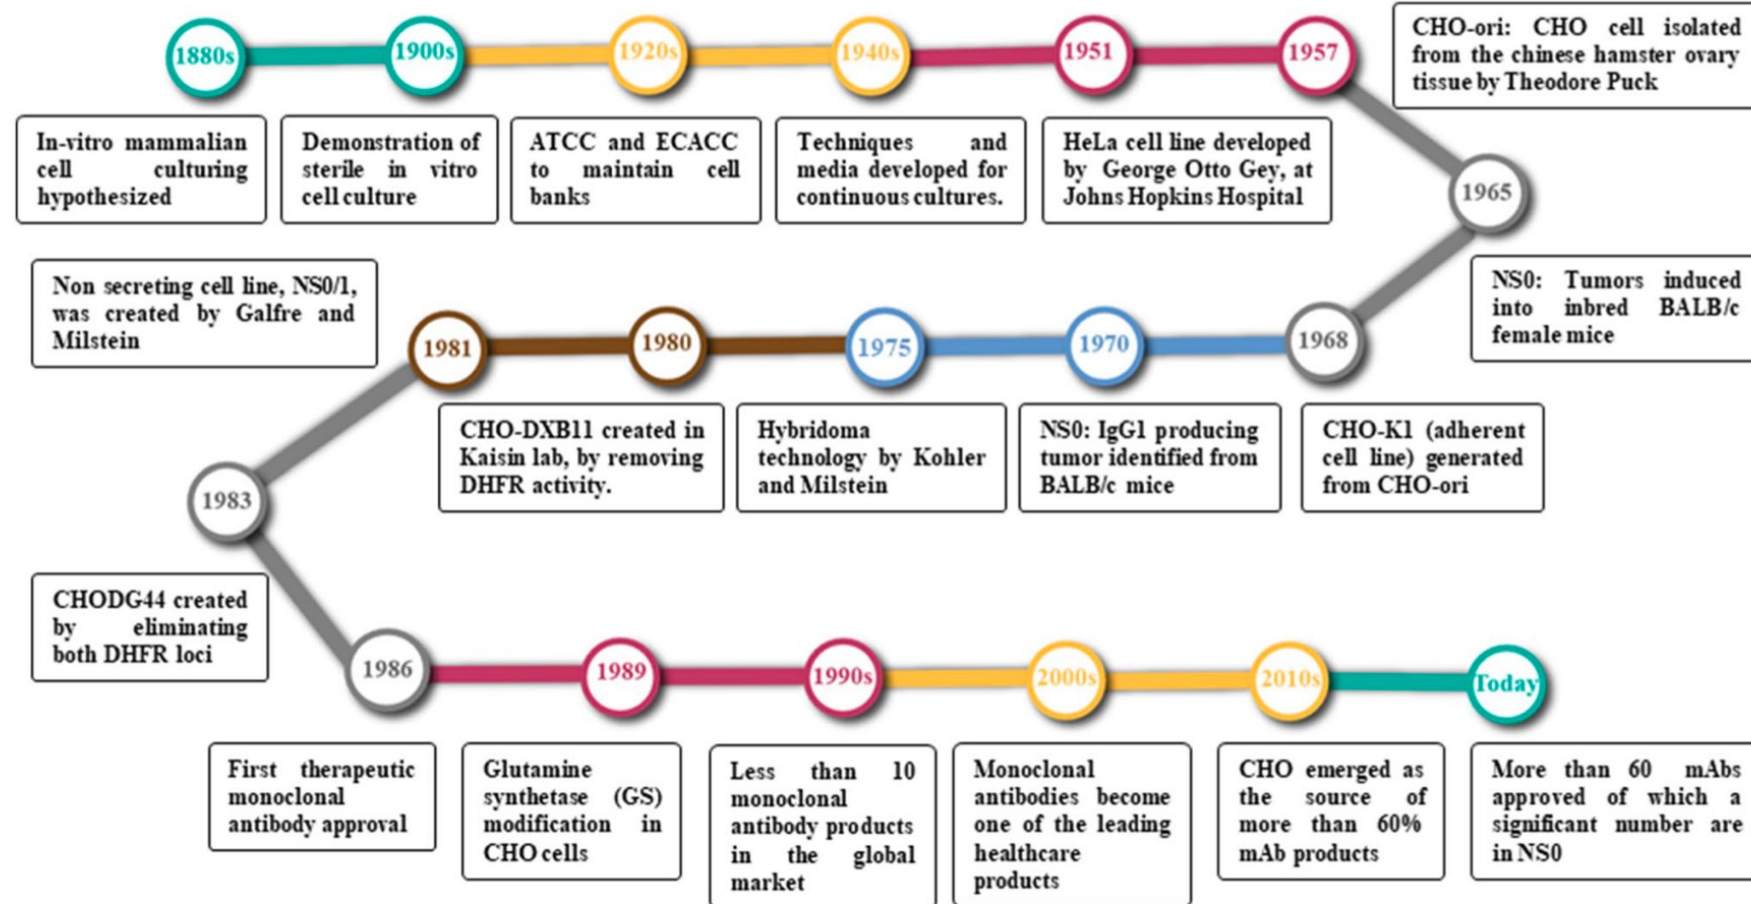 1880s
1900s
1920s
1940s
1951
1957
CHO-ori: CHO cell isolated
from the chinese hamster ovary
tissue by Theodore Puck
In-vitro mammalian
cell culturing
hypothesized
Demonstration of
sterile in vitro
cell culture
ATCC and ECACC
to maintain cell
banks
Techniques and
media developed for
continuous cultures.
HeLa cell line developed
by George Otto Gey, at
Johns Hopkins Hospital
1965
NS0: Tumors induced
into inbred BALB/c
female mice
Non secreting cell line, NS0/1,
was created by Galfre and
Milstein
1981
1980
1975
1970
1968
CHO-DXB11 created in
Kaisin lab, by removing
DHFR activity.
Hybridoma
technology by Kohler
and Milstein
NS0: IgG1 producing
tumor identified from
BALB/c mice
CHO-K1 (adherent
cell line) generated
from CHO-ori
1983
CHODG44 created
by eliminating
both DHFR loci
1986
1989
1990s
2000s
2010s
Today
First therapeutic
monoclonal
antibody approval
Glutamine
synthetase (GS)
modification in
CHO cells
Less than 10
monoclonal
antibody products
in the global
market
Monoclonal
antibodies become
one of the leading
healthcare
products
CHO emerged as
the source of
more than 60%
mAb products
More than 60 mAbs
approved of which a
significant number are
in NS0